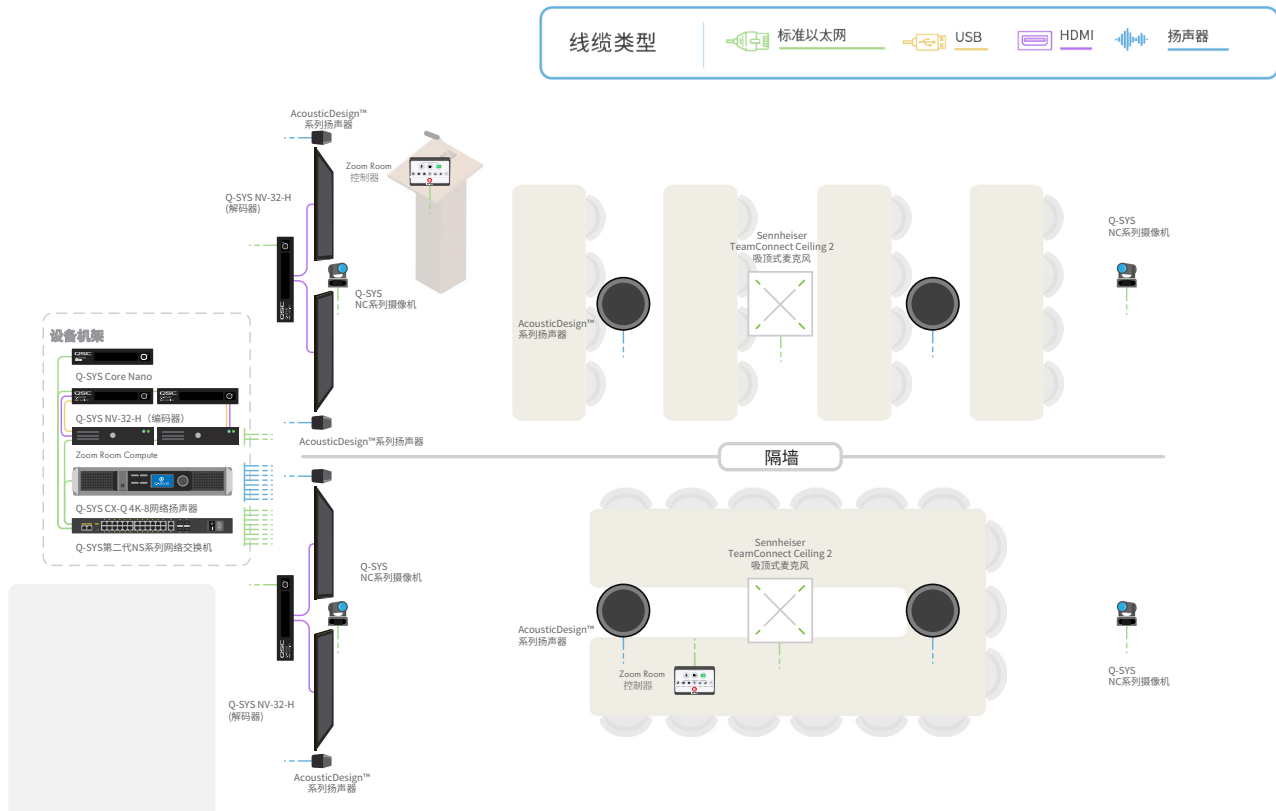 线缆类型
标准以太网
USB
HDMI
扬声器
AcousticDesign™
系列扬声器
Zoom Room
控制器
Q-SYS NV-32-H
(解码器)
Q-SYS
NC系列摄像机
Sennheiser
TeamConnect Ceiling 2
吸顶式麦克风
AcousticDesign™
系列扬声器
Q-SYS
NC系列摄像机
QSC
设备机架
QSC
Q-SYS Core Nano
QSC
QSC
Q-SYS NV-32-H（编码器）
Zoom Room Compute
Q-SYS
Q-SYS CX-Q 4K-8网络扬声器
Q-SYS第二代NS系列网络交换机
AcousticDesign™系列扬声器
隔墙
Q-SYS
NC系列摄像机
Sennheiser
TeamConnect Ceiling 2
吸顶式麦克风
AcousticDesign™
系列扬声器
Zoom Room
控制器
Q-SYS
NC系列摄像机
QSC
Q-SYS NV-32-H
(解码器)
AcousticDesign™
系列扬声器